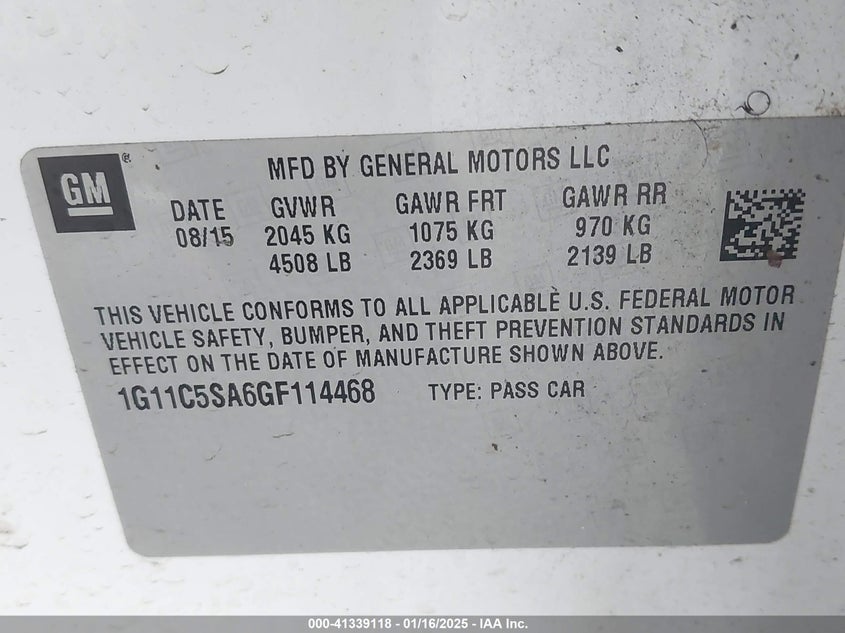 GM®
MFD BY GENERAL MOTORS LLC
DATE GVWR GAWR FRT GAWR RR
08/15 2045 KG 1075 KG 970 KG
4508 LB 2369 LB 2139 LB
THIS VEHICLE CONFORMS TO ALL APPLICABLE U.S. FEDERAL MOTOR
VEHICLE SAFETY, BUMPER, AND THEFT PREVENTION STANDARDS IN
EFFECT ON THE DATE OF MANUFACTURE SHOWN ABOVE.
1G11C5SA6GF114468 TYPE: PASS CAR
000-41339118 - 01/16/2025 - IAA Inc.